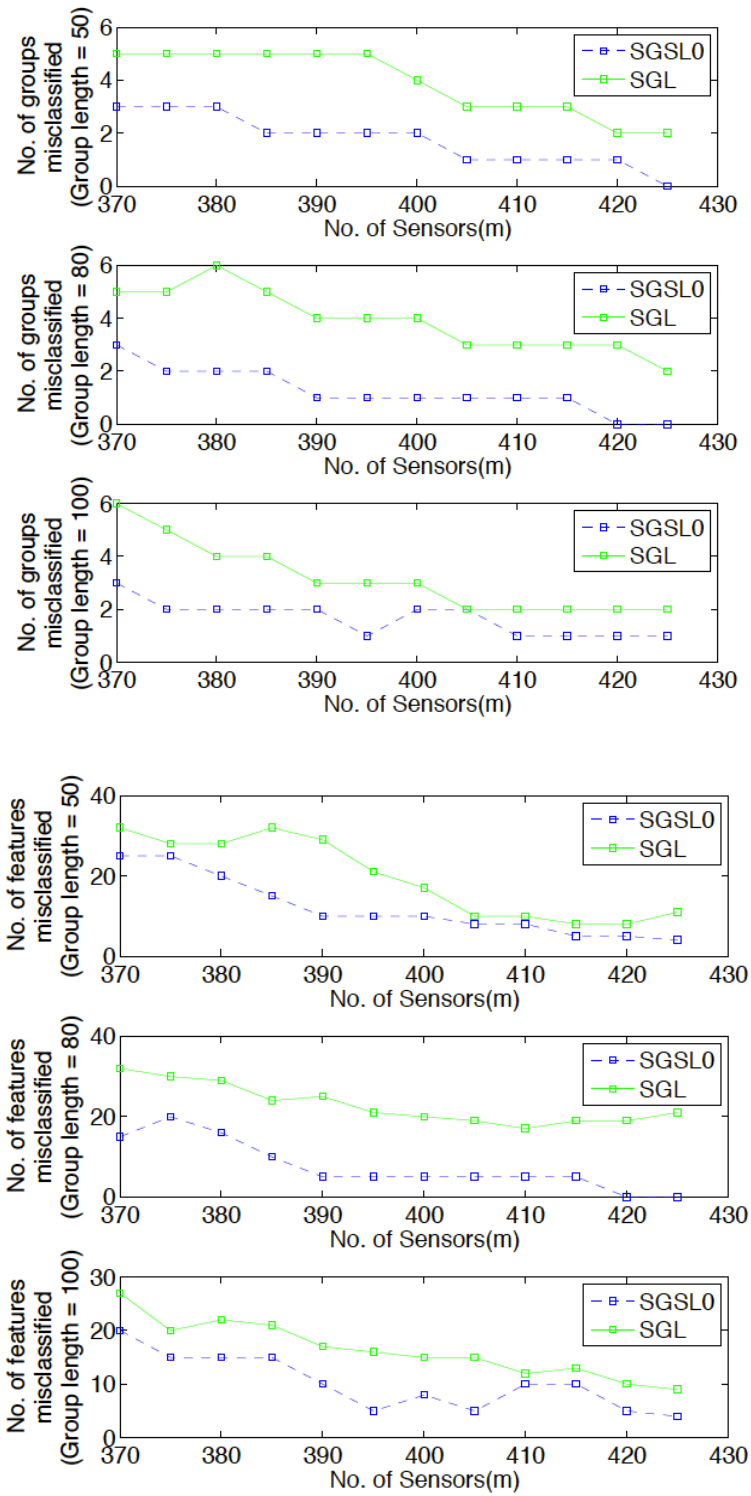 No. of groups
misclassified
(Group length = 50)
6
4
2
0
370 380 390 400 410 420 430
No. of Sensors(m)
SGSL0
SGL
No. of groups
misclassified
(Group length = 80)
6
4
2
0
370 380 390 400 410 420 430
No. of Sensors(m)
SGSL0
SGL
No. of groups
misclassified
(Group length = 100)
6
4
2
0
370 380 390 400 410 420 430
No. of Sensors(m)
SGSL0
SGL
No. of features
misclassified
(Group length = 50)
40
20
0
370 380 390 400 410 420 430
No. of Sensors(m)
SGSL0
SGL
No. of features
misclassified
(Group length = 80)
40
20
0
370 380 390 400 410 420 430
No. of Sensors(m)
SGSL0
SGL
No. of features
misclassified
(Group length = 100)
30
20
10
0
370 380 390 400 410 420 430
No. of Sensors(m)
SGSL0
SGL